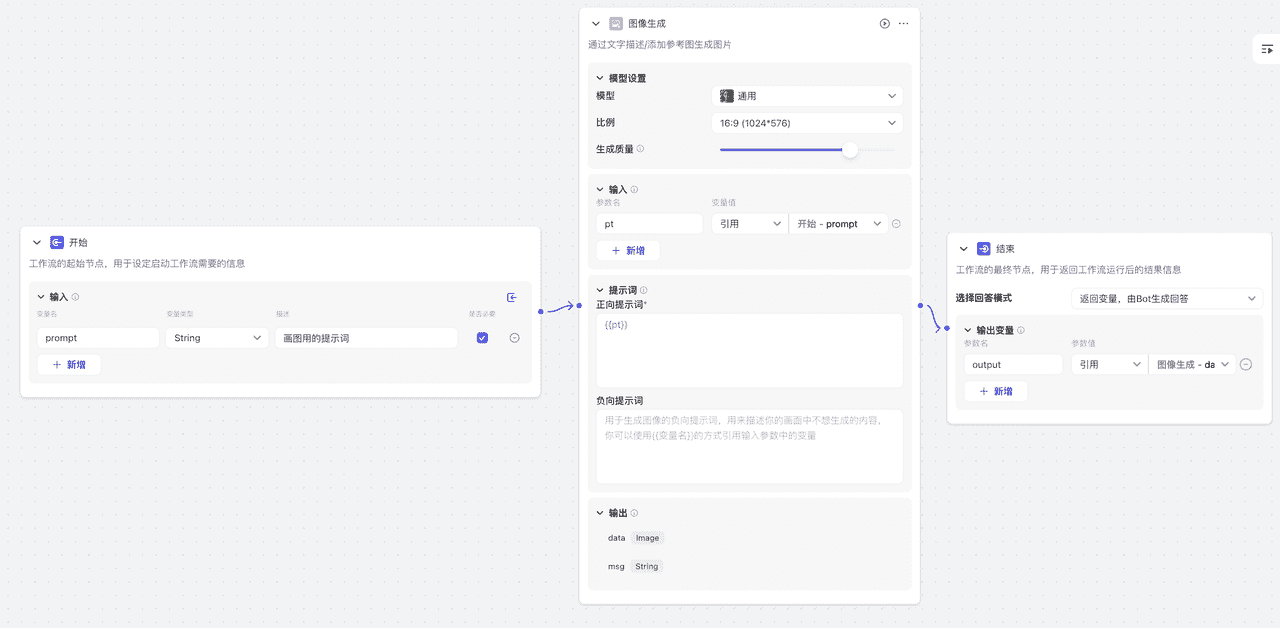 开始
工作流的起始节点，用于设定启动工作流需要的信息
输入
变量名 变量类型 描述 是否必要
prompt String 画图用的提示词
+ 新增
图像生成
通过文字描述/添加参考图生成图片
模型设置
模型 通用
比例 16:9 (1024*576)
生成质量
输入
参数名 变量值
pt 引用 开始 - prompt
+ 新增
提示词
正向提示词*
{{pt}}
负向提示词
用于生成图像的负向提示词，用来描述你的画面中不想生成的内容，
你可以使用{{变量名}}的方式引用输入参数中的变量
输出
data Image
msg String
结束
工作流的最终节点，用于返回工作流运行后的结果信息
选择回答模式 返回变量，由Bot生成回答
输出变量
参数名 参数值
output 引用 图像生成 - da
+ 新增